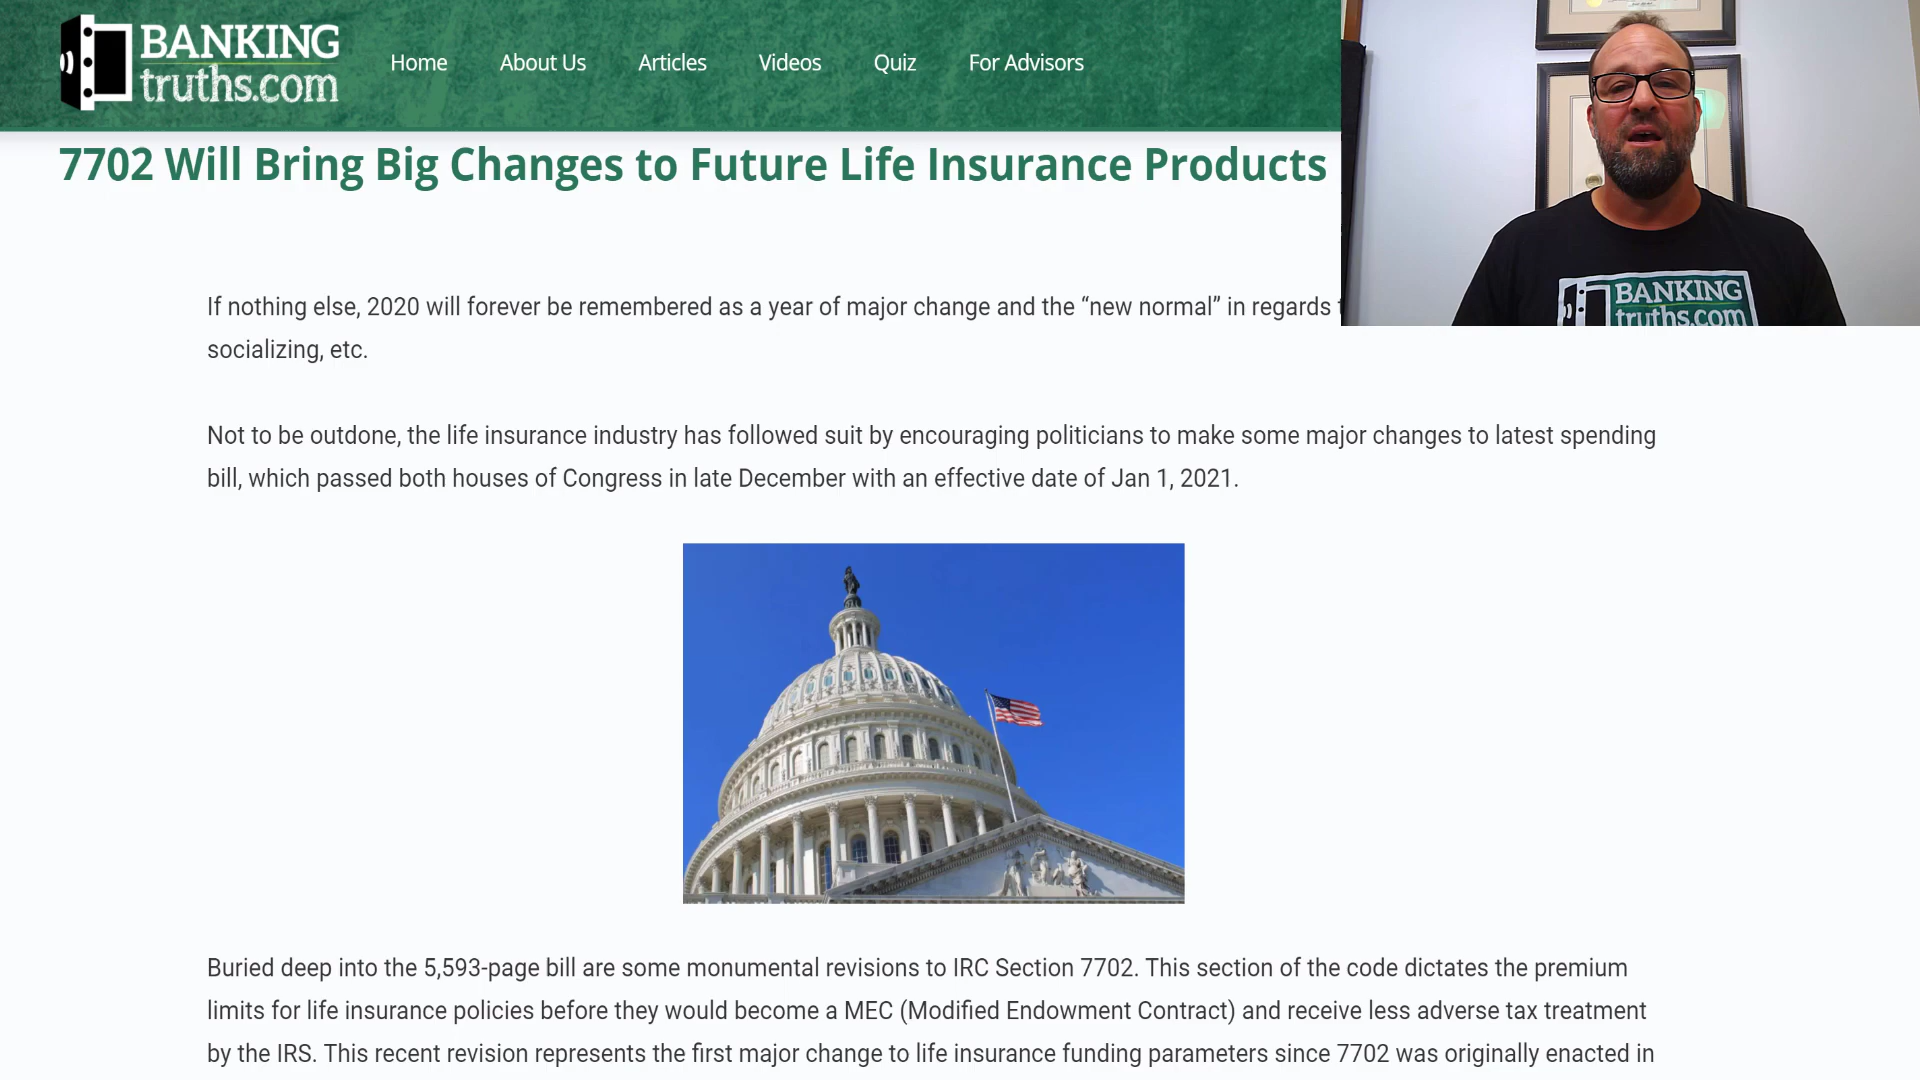 BANKING
truths.com
Home
About Us
Articles
Videos
Quiz
For Advisors
7702 Will Bring Big Changes to Future Life Insurance Products
If nothing else, 2020 will forever be remembered as a year of major change and the “new normal” in regards
socializing, etc.
Not to be outdone, the life insurance industry has followed suit by encouraging politicians to make some major changes to latest spending
bill, which passed both houses of Congress in late December with an effective date of Jan 1, 2021.
Buried deep into the 5,593-page bill are some monumental revisions to IRC Section 7702. This section of the code dictates the premium
limits for life insurance policies before they would become a MEC (Modified Endowment Contract) and receive less adverse tax treatment
by the IRS. This recent revision represents the first major change to life insurance funding parameters since 7702 was originally enacted in
BANKING
truths.com